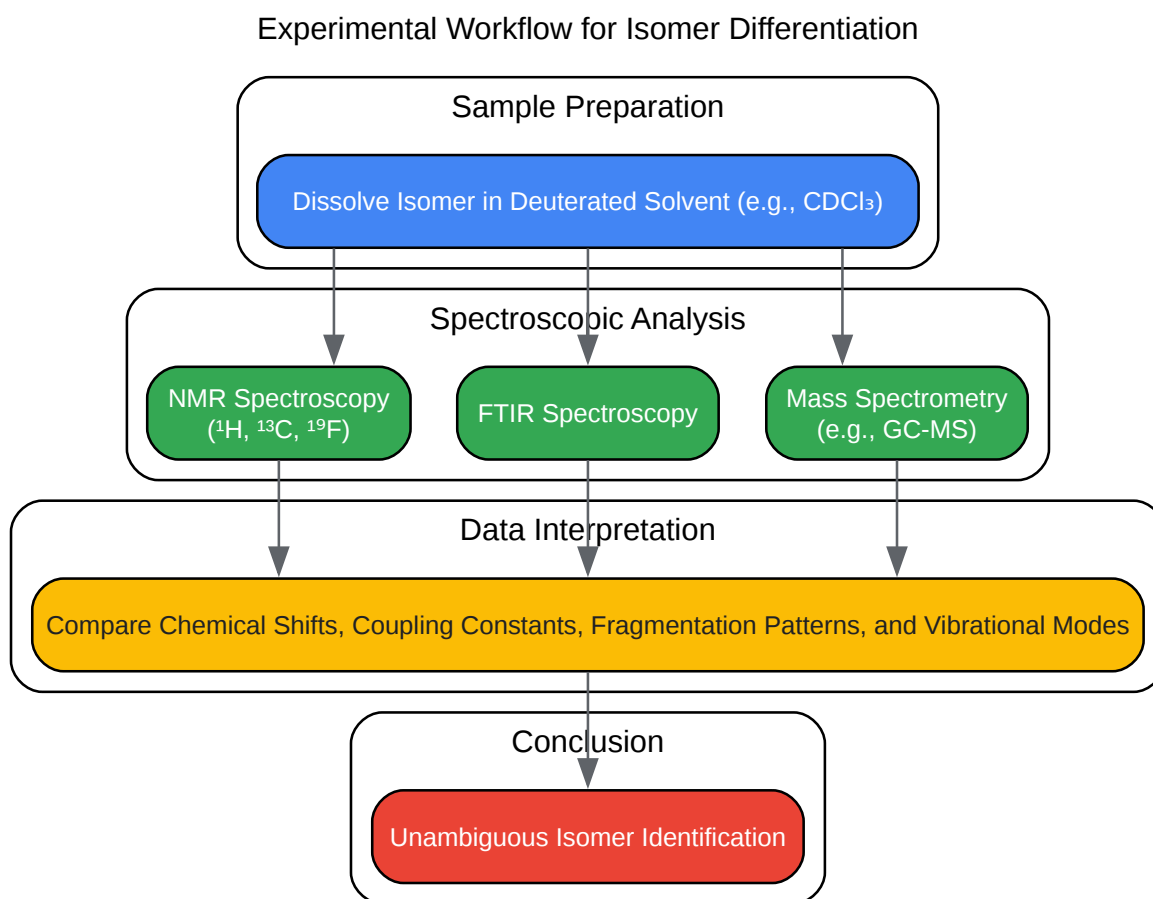 Experimental Workflow for Isomer Differentiation
Sample Preparation
Dissolve Isomer in Deuterated Solvent (e.g., CDCl₃)
Spectroscopic Analysis
NMR Spectroscopy
(¹H, ¹³C, ¹⁹F)
FTIR Spectroscopy
Mass Spectrometry
(e.g., GC-MS)
Data Interpretation
Compare Chemical Shifts, Coupling Constants, Fragmentation Patterns, and Vibrational Modes
Conclusion
Unambiguous Isomer Identification